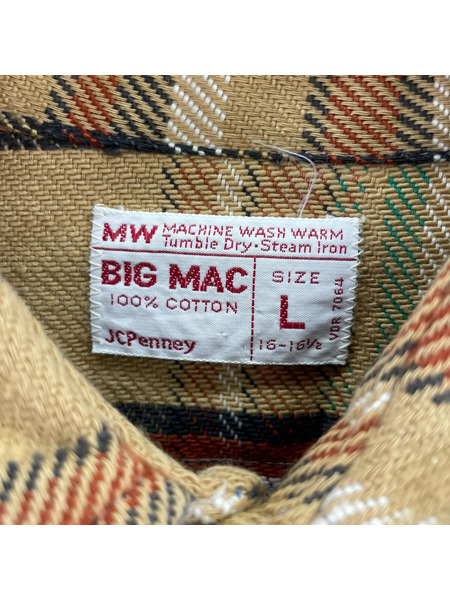 MW MACHINE WASH WARM
Tumble Dry·Steam Iron
BIG MAC
100% COTTON
JCPenney
SIZE
L
16-16½
VDR 7064